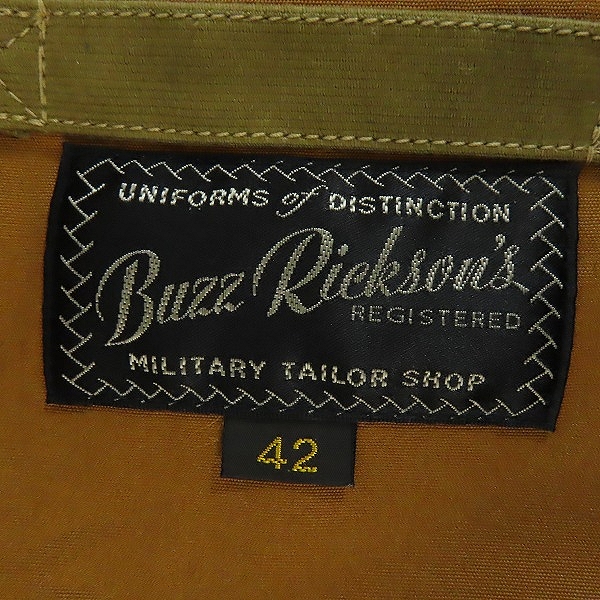 UNIFORMS of DISTINCTION
Buzz Rickson's
REGISTERED
MILITARY TAILOR SHOP
42